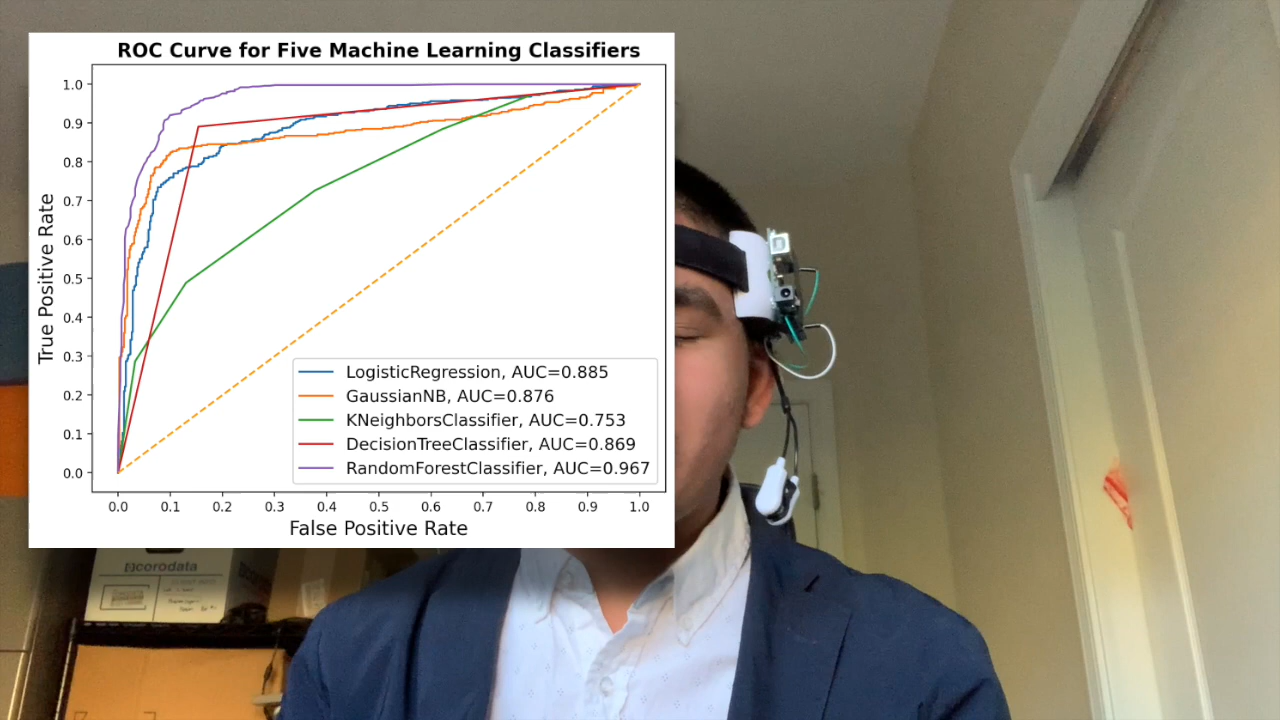 ROC Curve for Five Machine Learning Classifiers
True Positive Rate
1.0
0.9
0.8
0.7
0.6
0.5
0.4
0.3
0.2
0.1
0.0
LogisticRegression, AUC=0.885
GaussianNB, AUC=0.876
KNeighborsClassifier, AUC=0.753
DecisionTreeClassifier, AUC=0.869
RandomForestClassifier, AUC=0.967
0.0 0.1 0.2 0.3 0.4 0.5 0.6 0.7 0.8 0.9 1.0
False Positive Rate
corodata